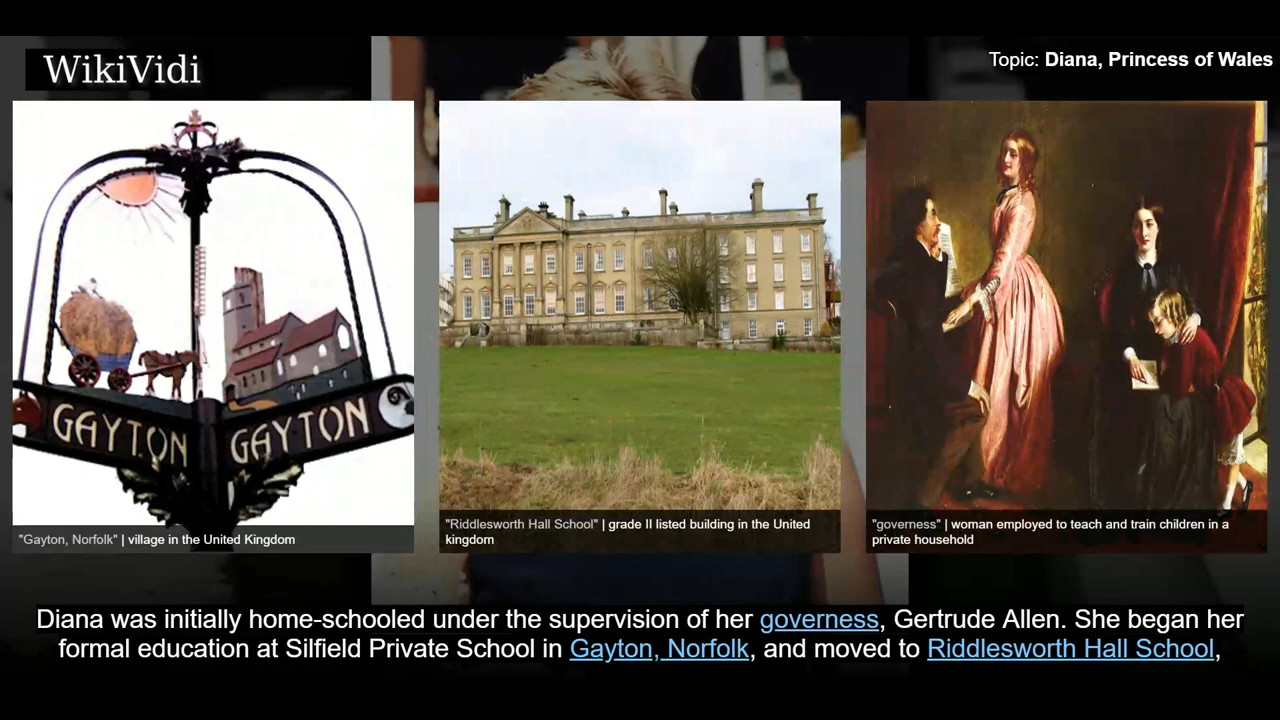 WikiVidi
Topic: Diana, Princess of Wales
GAYTON GAYTON
"Gayton, Norfolk" | village in the United Kingdom
"Riddlesworth Hall School" | grade II listed building in the United
kingdom
"governess" | woman employed to teach and train children in a
private household
Diana was initially home-schooled under the supervision of her governess, Gertrude Allen. She began her
formal education at Silfield Private School in Gayton, Norfolk, and moved to Riddlesworth Hall School,